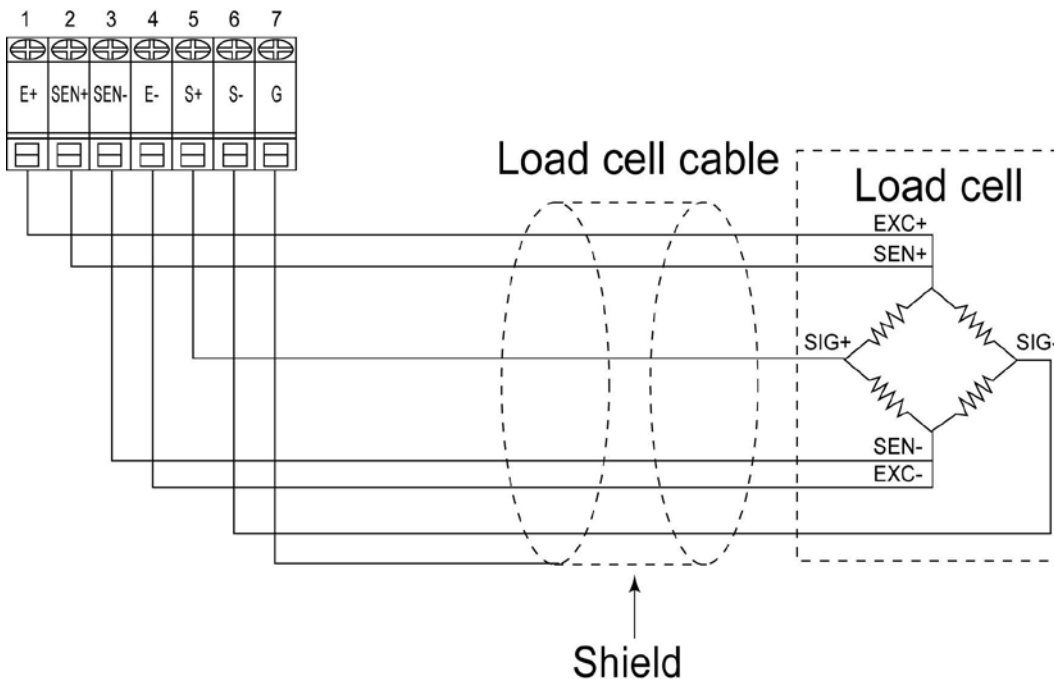 1 2 3 4 5 6 7
E+ SEN+ SEN- E- S+ S- G
Load cell cable
Load cell
EXC+
SEN+
SIG+ SIG-
SEN-
EXC-
Shield